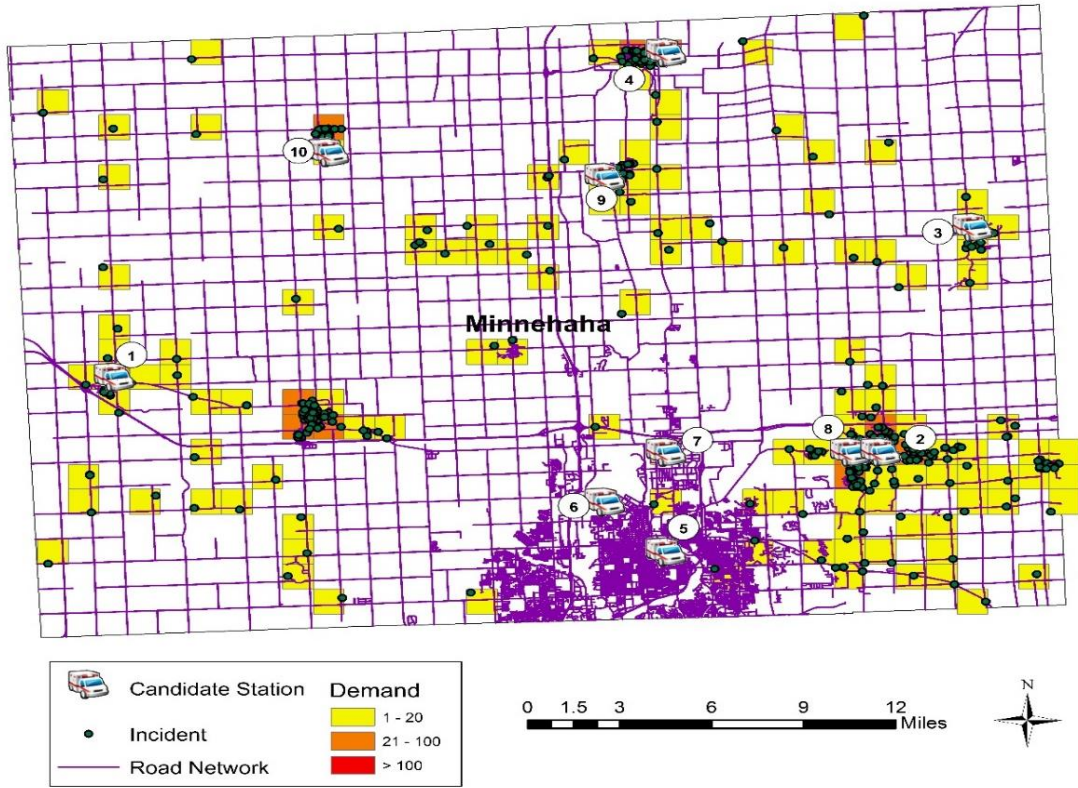 4
10
9
3
Minnehaha
1
8
2
7
6
5
Candidate Station
Incident
Road Network
Demand
1 - 20
21 - 100
> 100
0 1.5 3 6 9 12
Miles
N